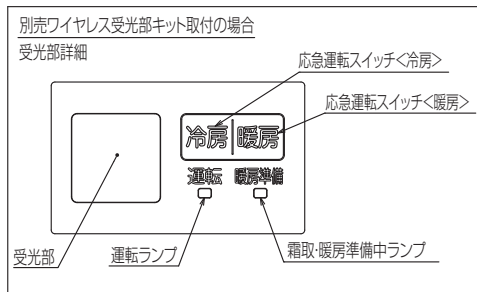 別売ワイヤレス受光部キット取付の場合
受光部詳細
応急運転スイッチ<冷房>
応急運転スイッチ<暖房>
冷房 暖房
運転 暖房準備
受光部
運転ランプ
霜取・暖房準備中ランプ